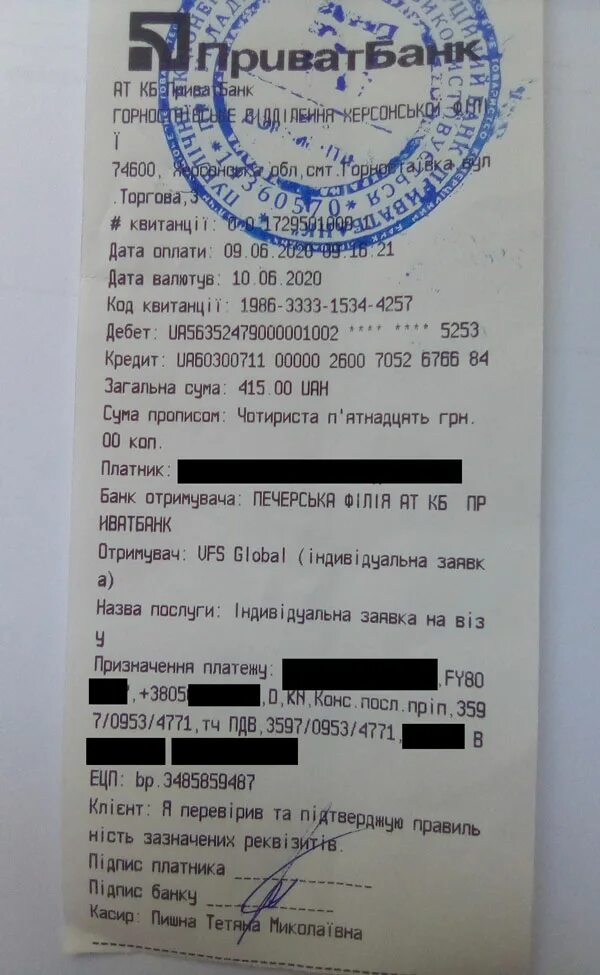 ПриватБанк
АТ КБ ПриватБанк
ГОРНОСТАЇВСЬКЕ ВІДДІЛЕННЯ ХЕРСОНСЬКОЇ ФІЛІ
Ї
74600, Херсонська обл,смт.Горностаївка вул
.Торгова,3
# квитанції: 0.0.1729501009
Дата оплати: 09.06.2020 09:16:21
Дата валютув: 10.06.2020
Код квитанції: 1986-3333-1534-4257
Дебет: UA56352479000001002 **** **** 5253
Кредит: UA60300711 00000 2600 7052 6766 84
Загальна сума: 415.00 UAH
Сума прописом: Чотириста п'ятнадцять грн.
00 коп.
Платник:
Банк отримувача: ПЕЧЕРСЬКА ФІЛІЯ АТ КБ ПР
ИВАТБАНК
Отримувач: VFS Global (індивідуальна заявк
а)
Назва послуги: Індивідуальна заявка на віз
у
Призначення платежу: ,FY80
,+3805 ,D,KN,Конс.посл.пріп,359
7/0953/4771,тч ПДВ,3597/0953/4771, В
ЕЦП: bp.3485859487
Клієнт: Я перевірив та підтверджую правиль
ність зазначених реквізитів.
Підпис платника
Підпис банку
Касир: Пишна Тетяна Миколаївна
14360570